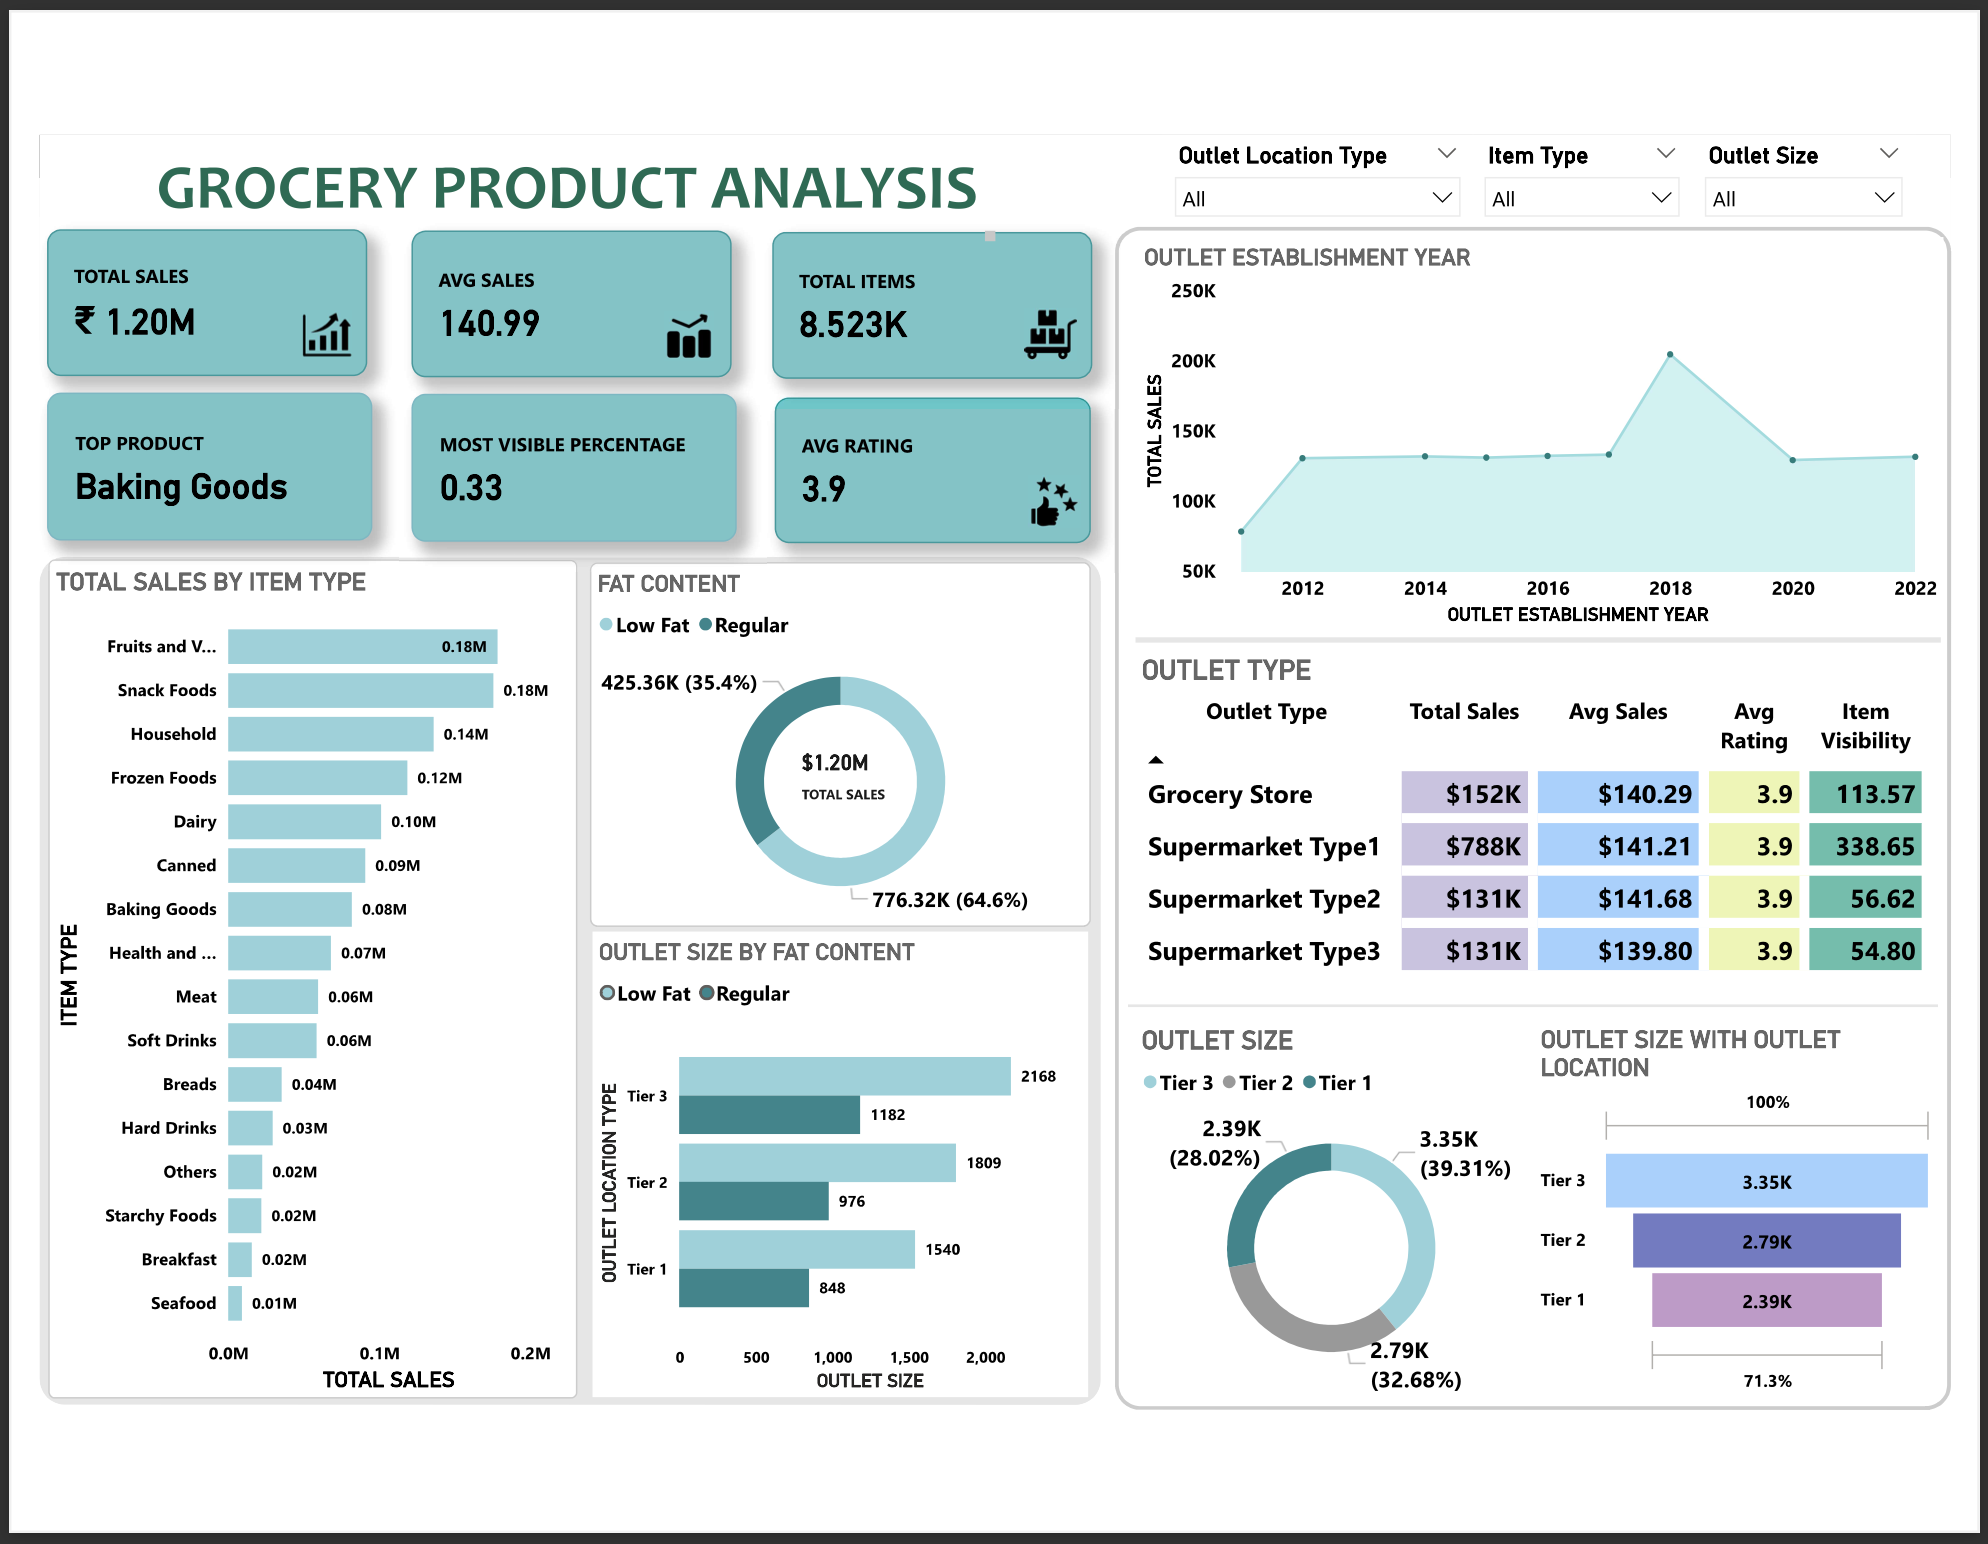 GROCERY PRODUCT ANALYSIS
Outlet Location Type
All
Item Type
All
Outlet Size
All
TOTAL SALES
₹ 1.20M
AVG SALES
140.99
TOTAL ITEMS
8.523K
TOP PRODUCT
Baking Goods
MOST VISIBLE PERCENTAGE
0.33
AVG RATING
3.9
TOTAL SALES BY ITEM TYPE
ITEM TYPE
Fruits and V... 0.18M
Snack Foods 0.18M
Household 0.14M
Frozen Foods 0.12M
Dairy 0.10M
Canned 0.09M
Baking Goods 0.08M
Health and ... 0.07M
Meat 0.06M
Soft Drinks 0.06M
Breads 0.04M
Hard Drinks 0.03M
Others 0.02M
Starchy Foods 0.02M
Breakfast 0.02M
Seafood 0.01M
0.0M 0.1M 0.2M
TOTAL SALES
FAT CONTENT
Low Fat Regular
425.36K (35.4%)
$1.20M
TOTAL SALES
776.32K (64.6%)
OUTLET SIZE BY FAT CONTENT
Low Fat Regular
OUTLET LOCATION TYPE
2168
Tier 3
1182
1809
Tier 2
976
1540
Tier 1
848
0 500 1,000 1,500 2,000
OUTLET SIZE
OUTLET ESTABLISHMENT YEAR
TOTAL SALES
250K
200K
150K
100K
50K
2012 2014 2016 2018 2020 2022
OUTLET ESTABLISHMENT YEAR
OUTLET TYPE
Outlet Type Total Sales Avg Sales Avg Rating Item Visibility
Grocery Store $152K $140.29 3.9 113.57
Supermarket Type1 $788K $141.21 3.9 338.65
Supermarket Type2 $131K $141.68 3.9 56.62
Supermarket Type3 $131K $139.80 3.9 54.80
OUTLET SIZE
Tier 3 Tier 2 Tier 1
2.39K
(28.02%)
3.35K
(39.31%)
2.79K
(32.68%)
OUTLET SIZE WITH OUTLET
LOCATION
100%
Tier 3 3.35K
Tier 2 2.79K
Tier 1 2.39K
71.3%